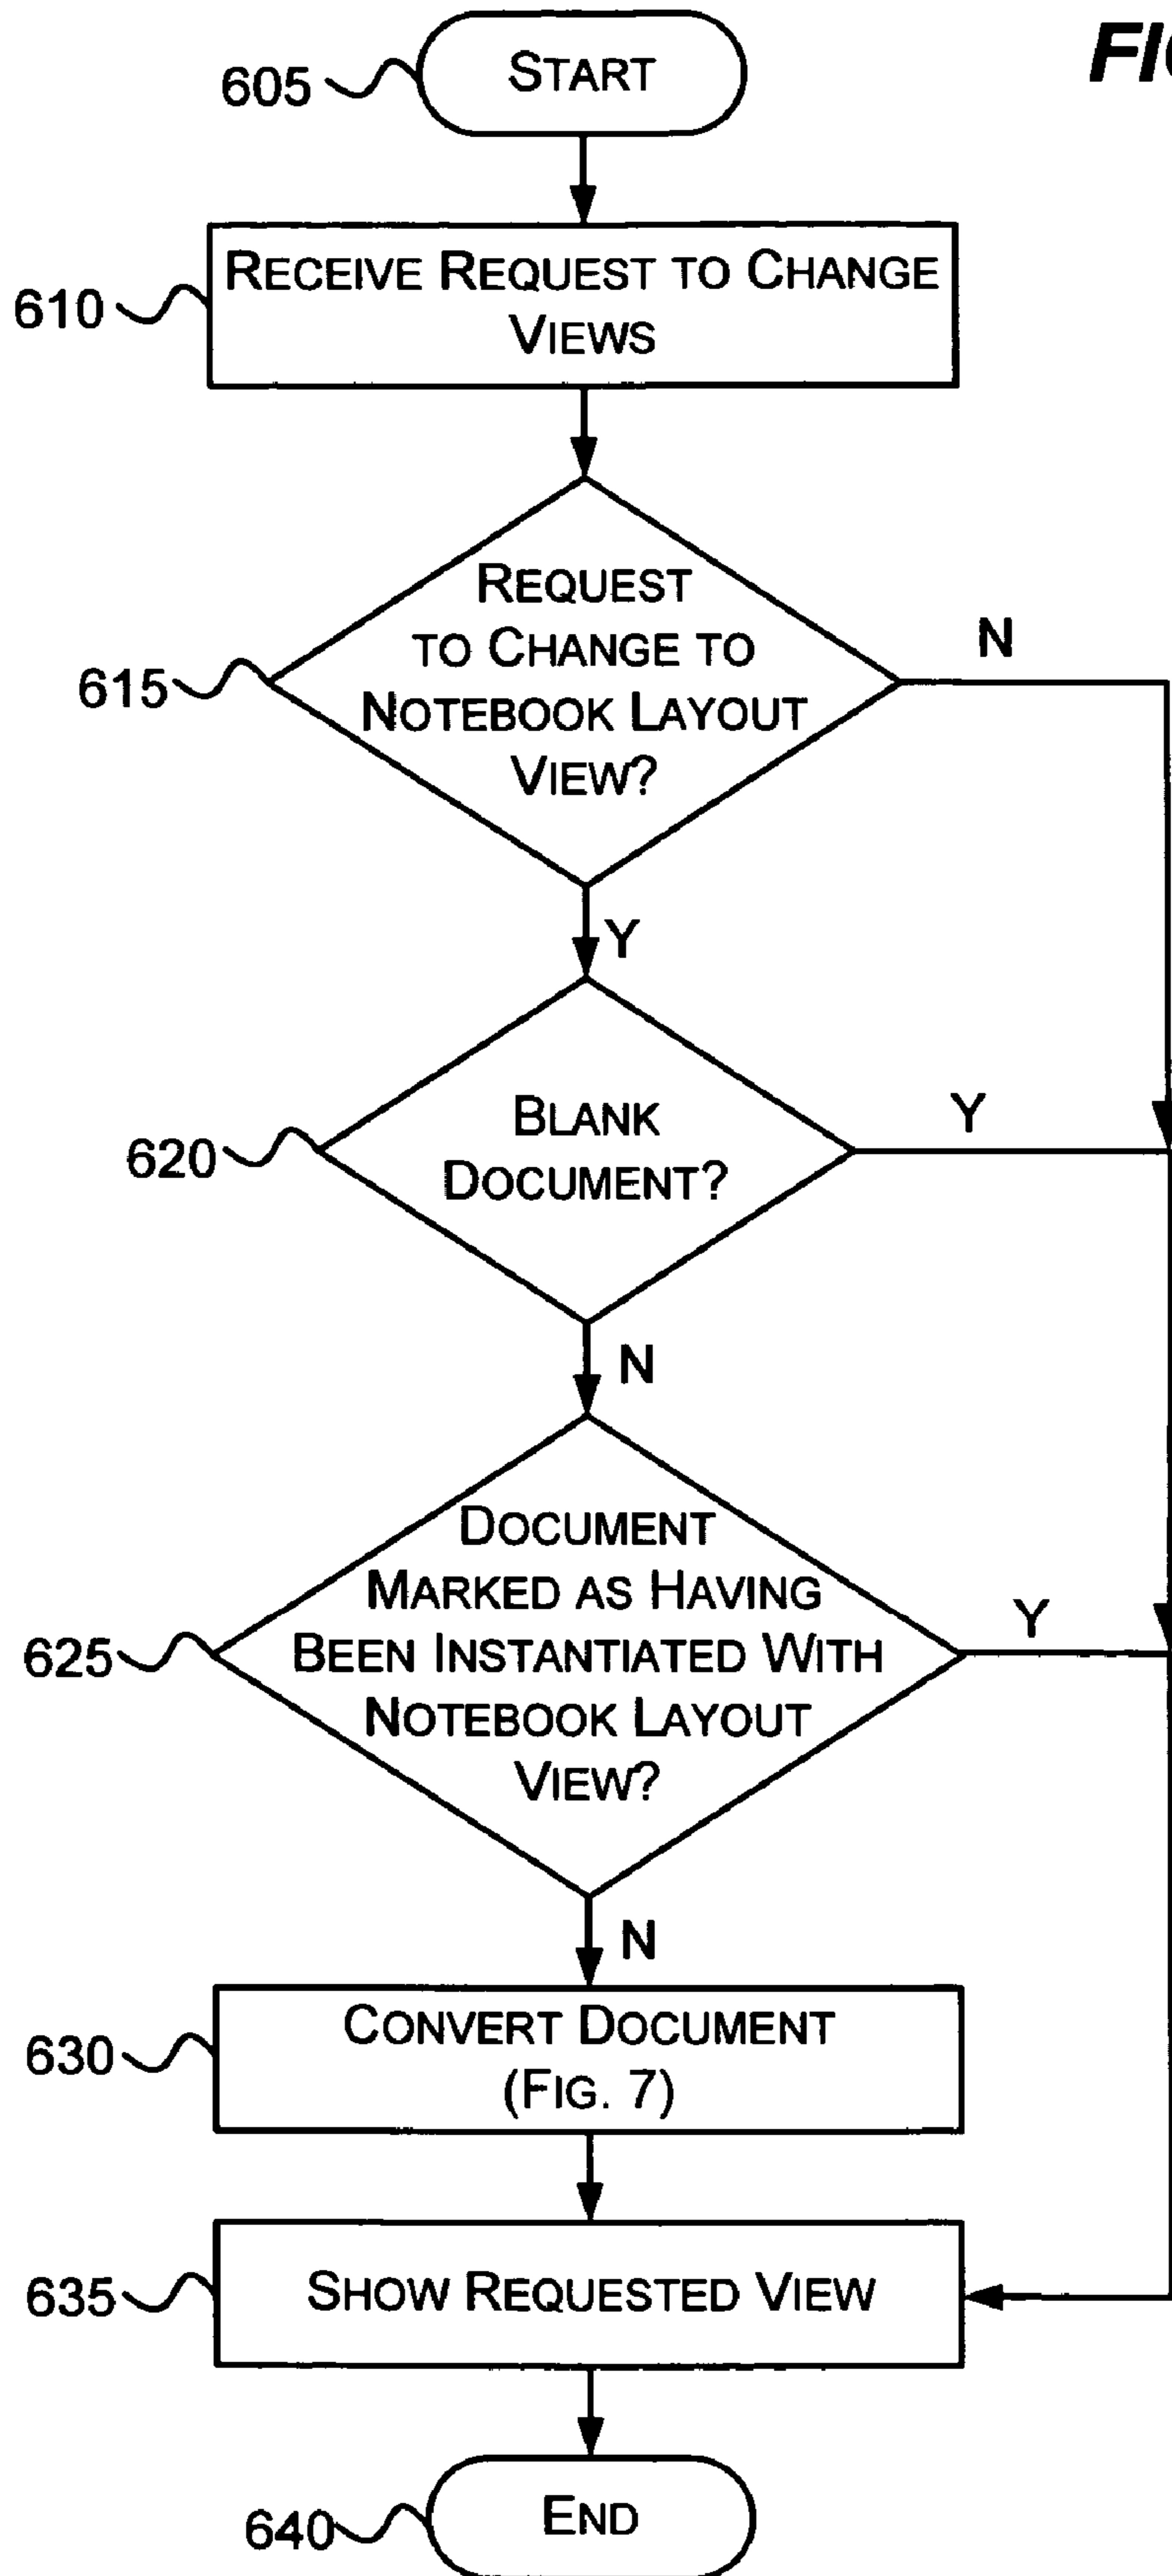 FI
605
START
610
RECEIVE REQUEST TO CHANGE
VIEWS
615
REQUEST
TO CHANGE TO
NOTEBOOK LAYOUT
VIEW?
N
Y
620
BLANK
DOCUMENT?
Y
N
625
DOCUMENT
MARKED AS HAVING
BEEN INSTANTIATED WITH
NOTEBOOK LAYOUT
VIEW?
Y
N
630
CONVERT DOCUMENT
(FIG. 7)
635
SHOW REQUESTED VIEW
640
END